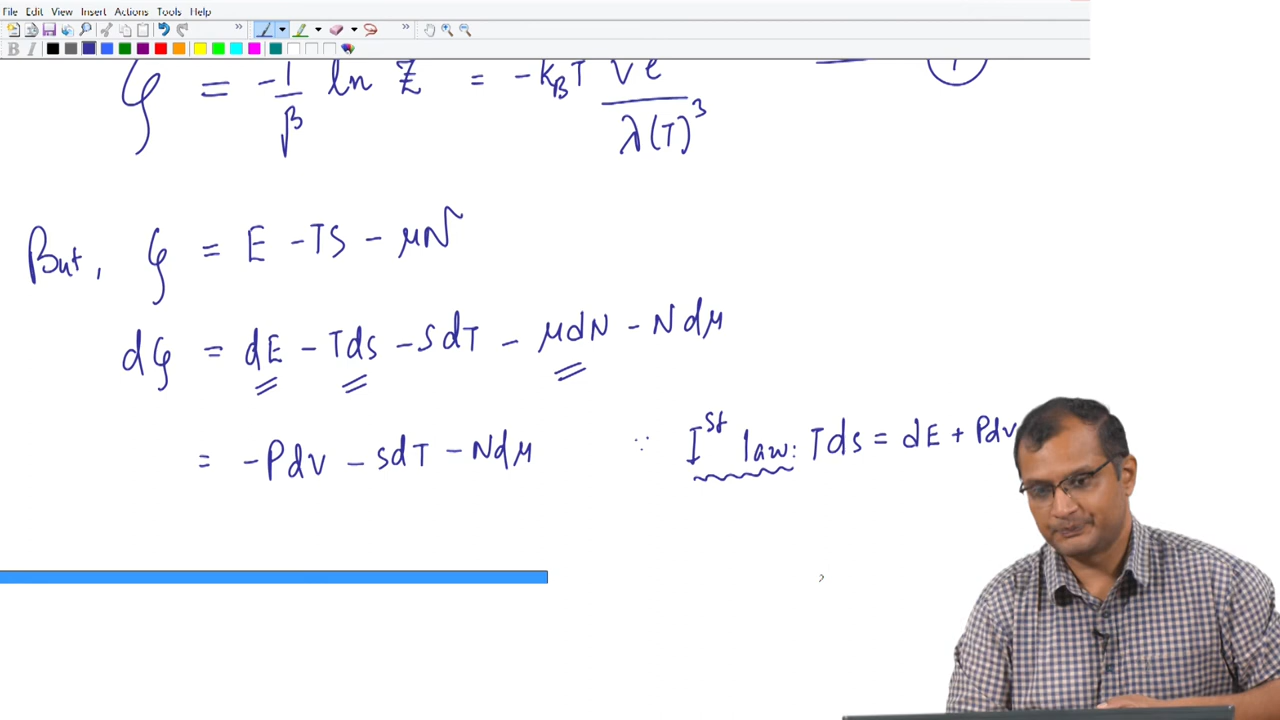 File Edit View Insert Actions Tools Help
B I
𝒢 = -1/β ln Z = -k_B T V e / λ(T)^3 — 1
But, 𝒢 = E - TS - μN
d𝒢 = dE - Tds - SdT - μdN - Ndμ
= -Pdv - sdT - Ndμ ∵ I^st law: Tds = dE + Pdv